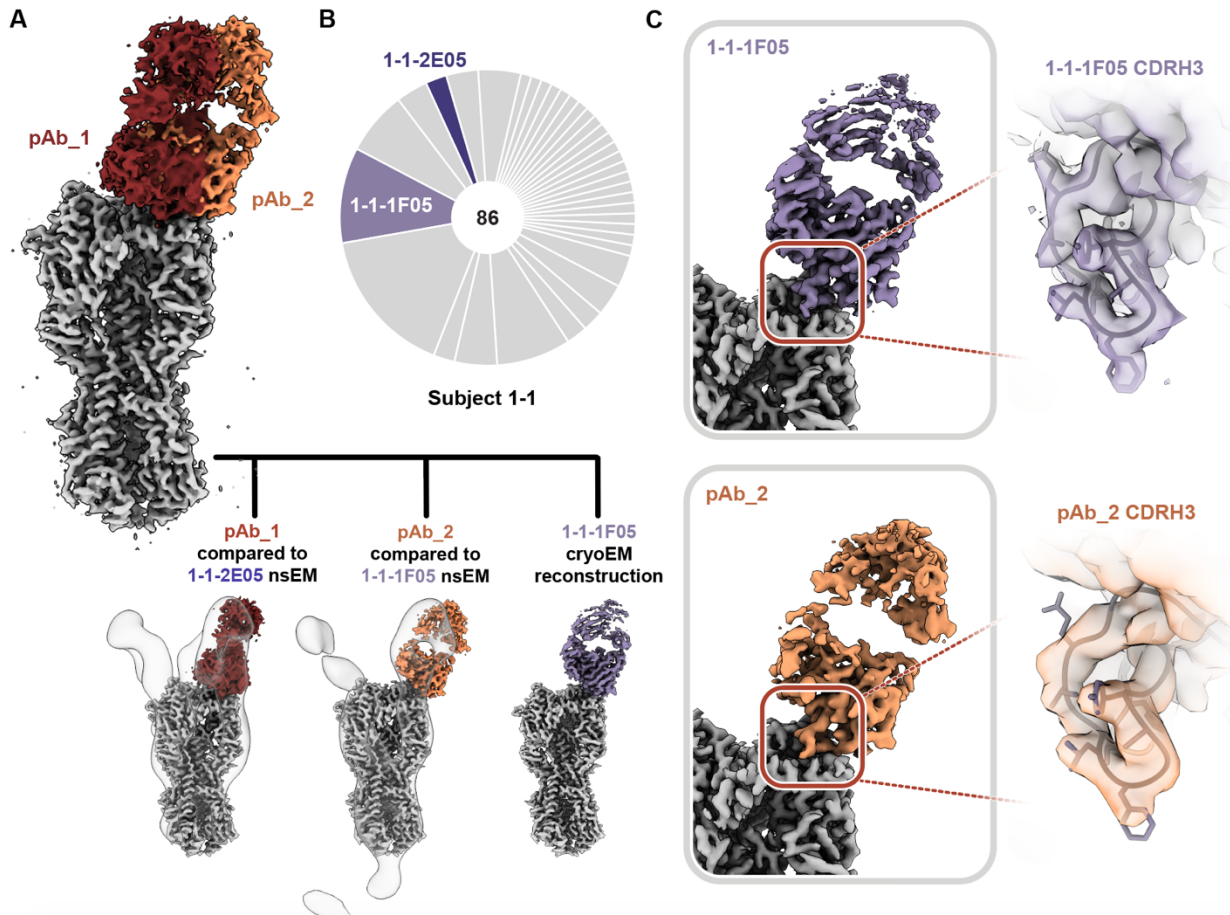 A
pAb_1
pAb_2
B
1-1-2E05
1-1-1F05
86
Subject 1-1
pAb_1
compared to
1-1-2E05 nsEM
pAb_2
compared to
1-1-1F05 nsEM
1-1-1F05
cryoEM
reconstruction
C
1-1-1F05
1-1-1F05 CDRH3
pAb_2
pAb_2 CDRH3